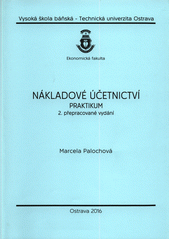 Vysoká škola báňská - Technická univerzita Ostrava
Ekonomická fakulta
NÁKLADOVÉ ÚČETNICTVÍ
PRAKTIKUM
2. přepracované vydání
Marcela Palochová
Ostrava 2016